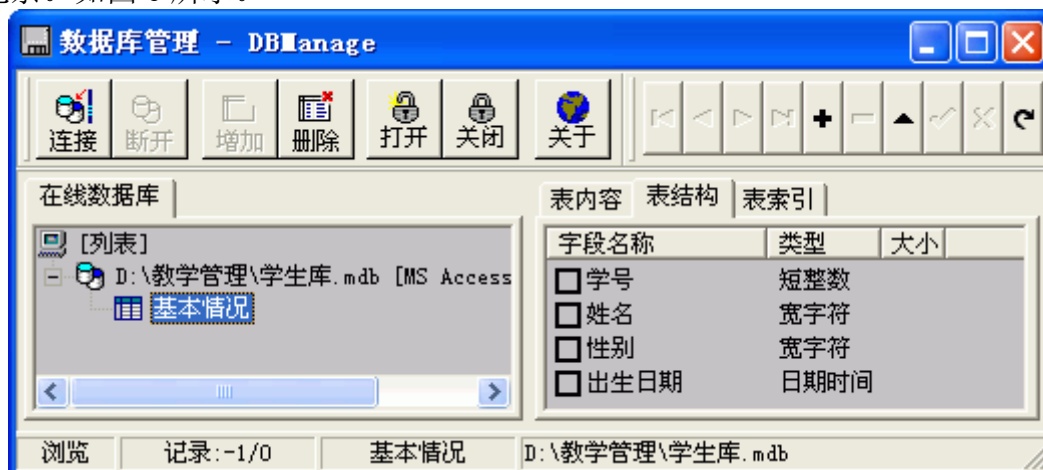 数据库管理 - DBManage
连接 断开 增加 删除 打开 关闭 关于
在线数据库
表内容 表结构 表索引
[列表]
D:\教学管理\学生库.mdb [MS Access
基本情况
字段名称 类型 大小
学号 短整数
姓名 宽字符
性别 宽字符
出生日期 日期时间
浏览 记录:-1/0 基本情况 D:\教学管理\学生库.mdb